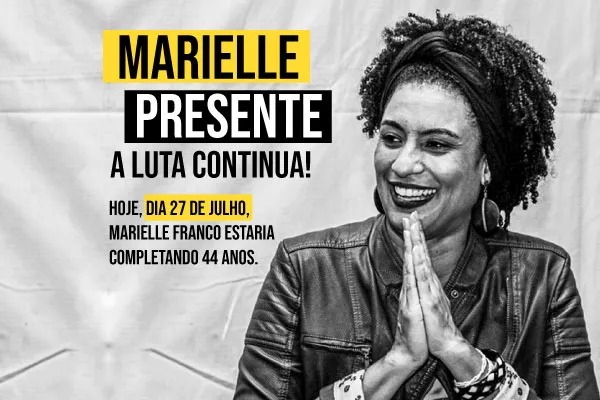 MARIELLE
PRESENTE
A LUTA CONTINUA!
HOJE, DIA 27 DE JULHO,
MARIELLE FRANCO ESTARIA
COMPLETANDO 44 ANOS.